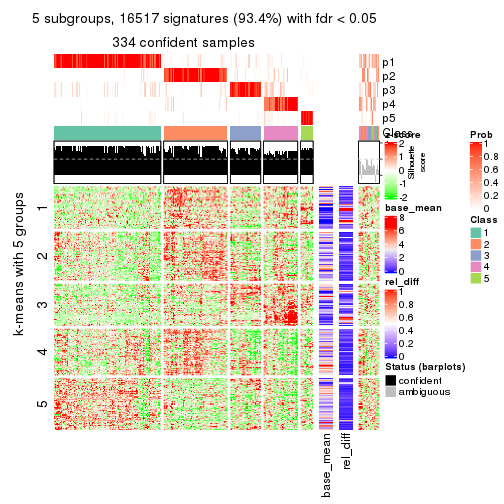 5 subgroups, 16517 signatures (93.4%) with fdr < 0.05
334 confident samples
p1
p2
p3
p4
p5
Class
z-score
2
1
0
-1
-2
Silhouette
score
Prob
1
0.8
0.6
0.4
0.2
0
base_mean
8
6
4
2
0
Class
1
2
3
4
5
rel_diff
1
0.8
0.6
0.4
0.2
0
Status (barplots)
confident
ambiguous
k-means with 5 groups
1
2
3
4
5
base_mean
rel_diff